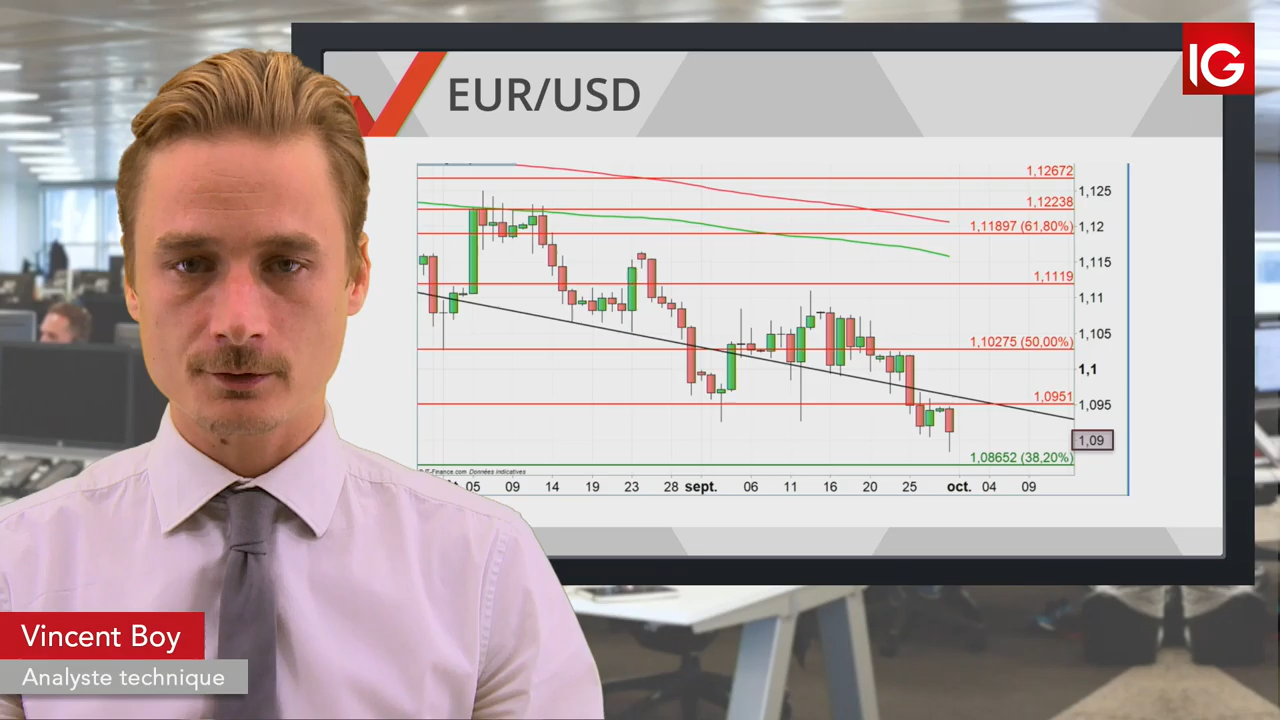 IG
EUR/USD
1,12672
1,125
1,12238
1,12
1,11897 (61,80%)
1,115
1,1119
1,11
1,105
1,10275 (50,00%)
1,1
1,0951
1,095
1,09
1,08652 (38,20%)
IT-Finance.com Données indicatives
05 09 14 19 23 28 sept. 06 11 16 20 25 oct. 04 09
Vincent Boy
Analyste technique